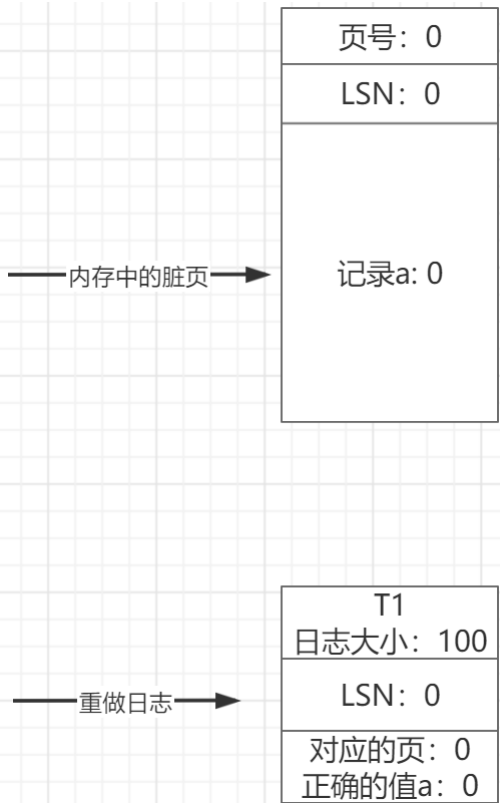 页号：0
LSN：0
内存中的脏页
记录a: 0
T1
日志大小：100
重做日志
LSN：0
对应的页：0
正确的值a：0